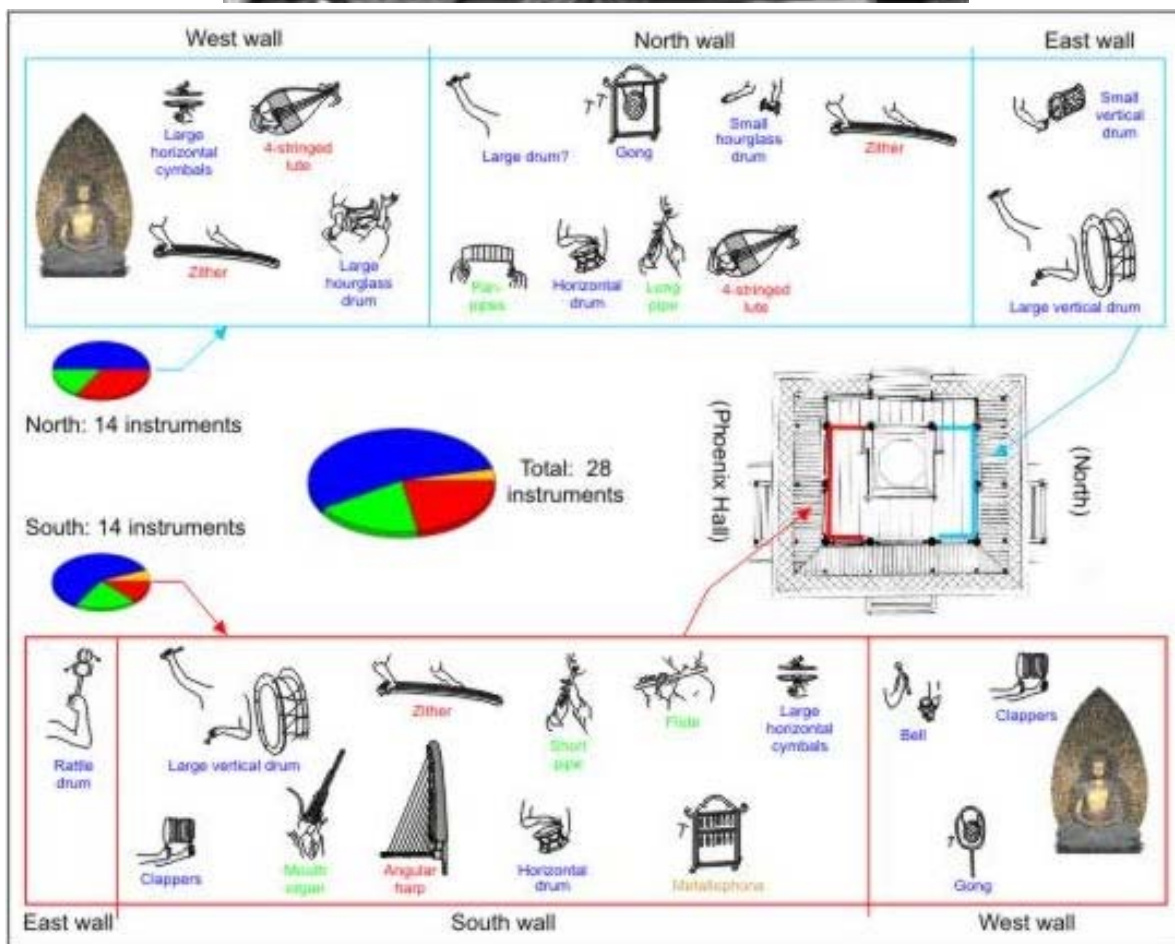 West wall
North wall
East wall
Large
horizontal
cymbals
4-stringed
lute
Zither
Large
hourglass
drum
Large drum?
Gong
Small
hourglass
drum
Zither
Pan-
pipes
Horizontal
drum
Long
pipe
4-stringed
lute
Small
vertical
drum
Large vertical drum
North: 14 instruments
Total: 28
instruments
South: 14 instruments
(Phoenix Hall)
(North)
Rattle
drum
Large vertical drum
Zither
Short
pipe
Flute
Large
horizontal
cymbals
Clappers
Mouth
organ
Angular
harp
Horizontal
drum
Metallophone
Bell
Clappers
Gong
East wall
South wall
West wall